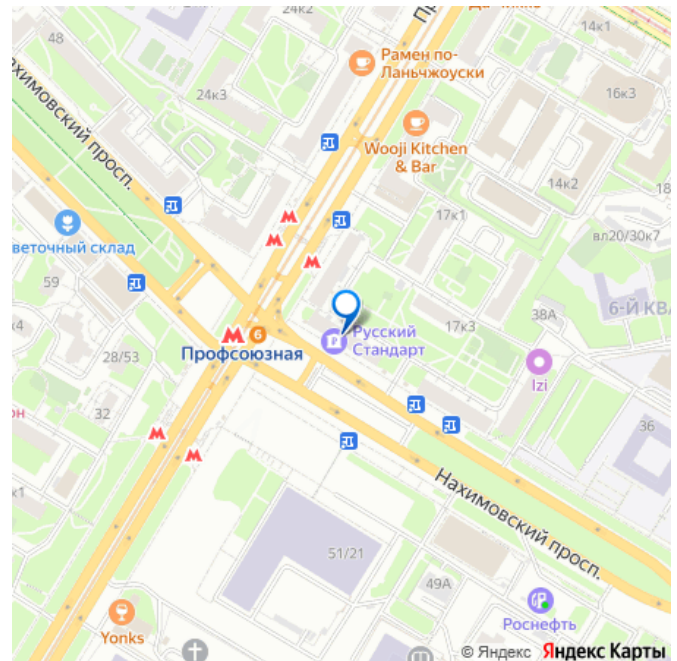 48
24к2
14к1
Рамен по-
Ланьчжоуски
24к3
16к3
Нахимовский просп.
Wooji Kitchen
& Bar
14к2
17к1
вл20/30к7
веточный склад
59
38А
6-Й КВА
17к3
6
Русский
Стандарт
Профсоюзная
28/53
Izi
32
36
Нахимовский просп.
51/21
49А
Роснефть
Yonks
© Яндекс Яндекс Карты